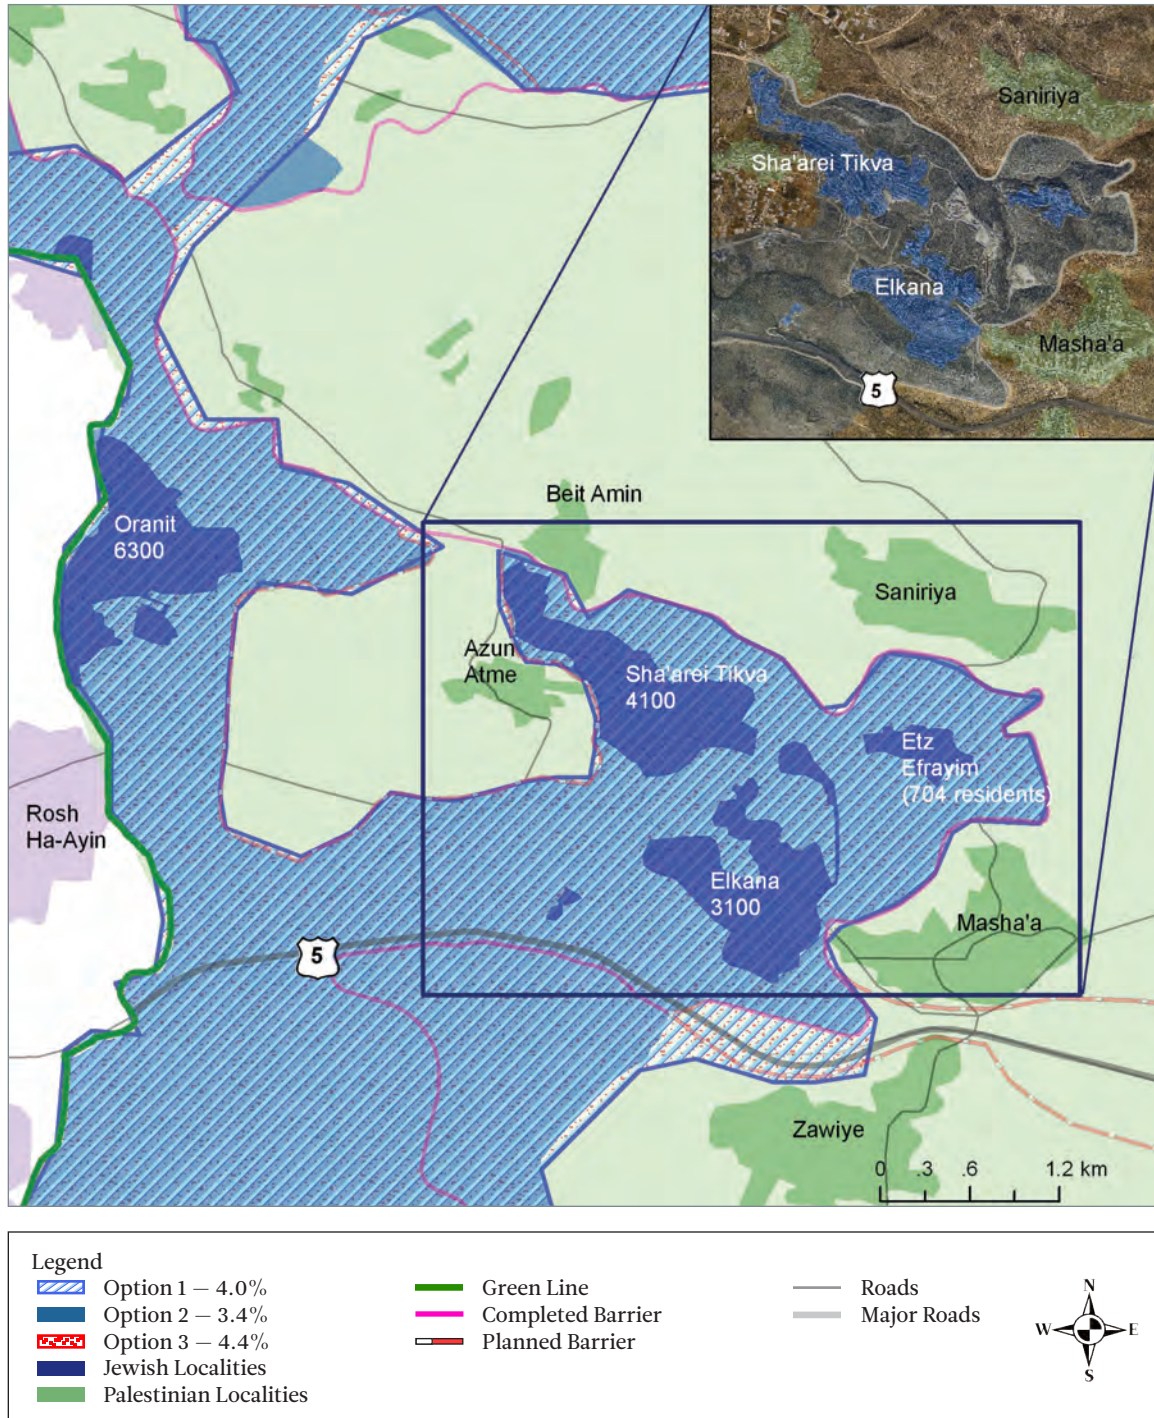 Saniriya
Sha'arei Tikva
Elkana
Masha'a
5
Beit Amin
Oranit
6300
Saniriya
Azun
Atme
Sha'arei Tikva
4100
Etz
Efrayim
(704 residents)
Rosh
Ha-Ayin
Elkana
3100
Masha'a
5
Zawiye
0 .3 .6 1.2 km
Legend
Option 1 – 4.0%
Option 2 – 3.4%
Option 3 – 4.4%
Jewish Localities
Palestinian Localities
Green Line
Completed Barrier
Planned Barrier
Roads
Major Roads
N
W E
S